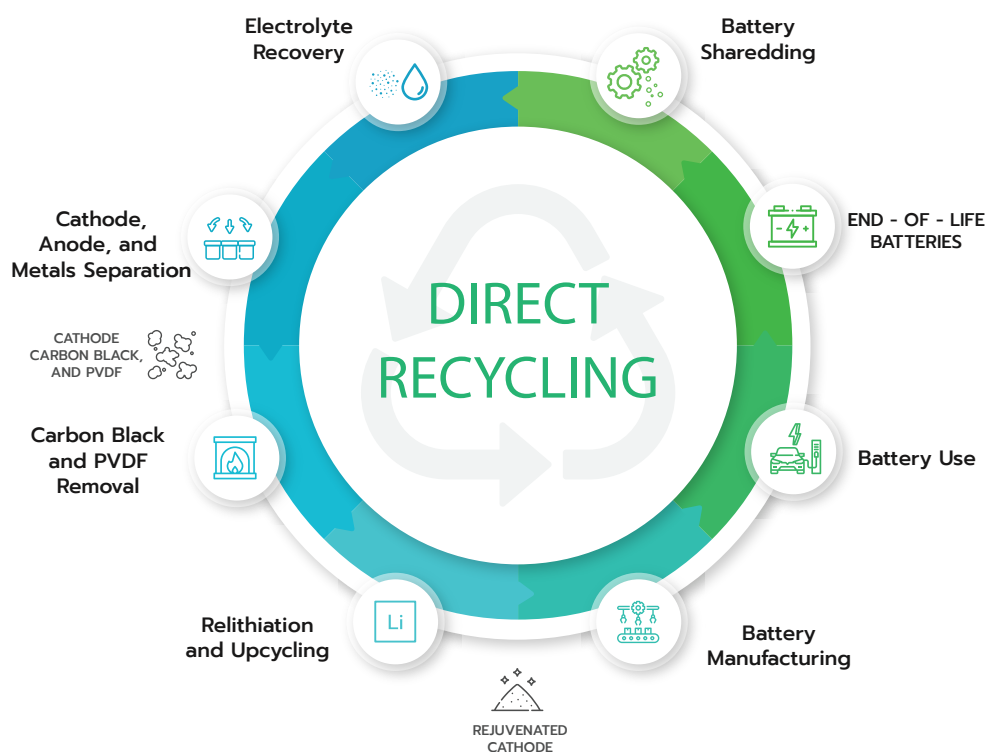 Electrolyte
Recovery
Battery
Sharedding
Cathode,
Anode, and
Metals Separation
END - OF - LIFE
BATTERIES
DIRECT
RECYCLING
CATHODE
CARBON BLACK,
AND PVDF
Carbon Black
and PVDF
Removal
Battery Use
Relithiation
and Upcycling
Li
Battery
Manufacturing
REJUVENATED
CATHODE